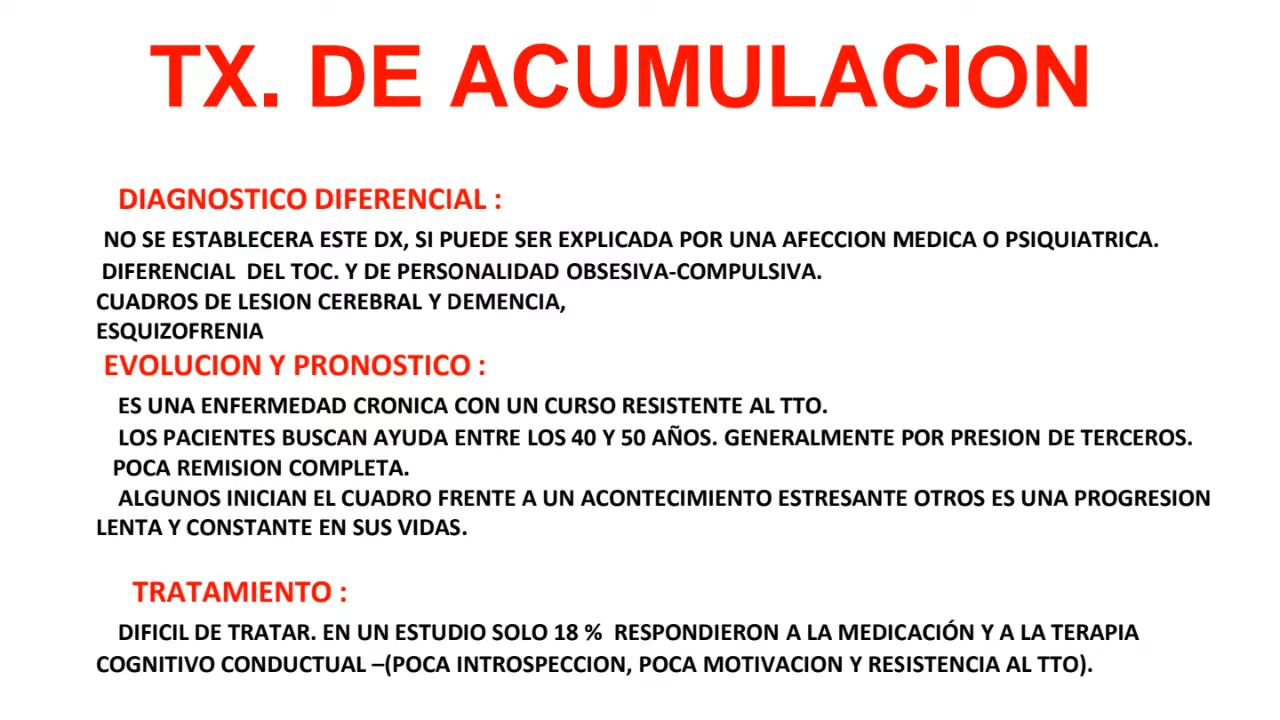 TX. DE ACUMULACION
DIAGNOSTICO DIFERENCIAL :
NO SE ESTABLECERA ESTE DX, SI PUEDE SER EXPLICADA POR UNA AFECCION MEDICA O PSIQUIATRICA.
DIFERENCIAL DEL TOC. Y DE PERSONALIDAD OBSESIVA-COMPULSIVA.
CUADROS DE LESION CEREBRAL Y DEMENCIA,
ESQUIZOFRENIA
EVOLUCION Y PRONOSTICO :
ES UNA ENFERMEDAD CRONICA CON UN CURSO RESISTENTE AL TTO.
LOS PACIENTES BUSCAN AYUDA ENTRE LOS 40 Y 50 AÑOS. GENERALMENTE POR PRESION DE TERCEROS.
POCA REMISION COMPLETA.
ALGUNOS INICIAN EL CUADRO FRENTE A UN ACONTECIMIENTO ESTRESANTE OTROS ES UNA PROGRESION
LENTA Y CONSTANTE EN SUS VIDAS.
TRATAMIENTO :
DIFICIL DE TRATAR. EN UN ESTUDIO SOLO 18 % RESPONDIERON A LA MEDICACIÓN Y A LA TERAPIA
COGNITIVO CONDUCTUAL –(POCA INTROSPECCION, POCA MOTIVACION Y RESISTENCIA AL TTO).